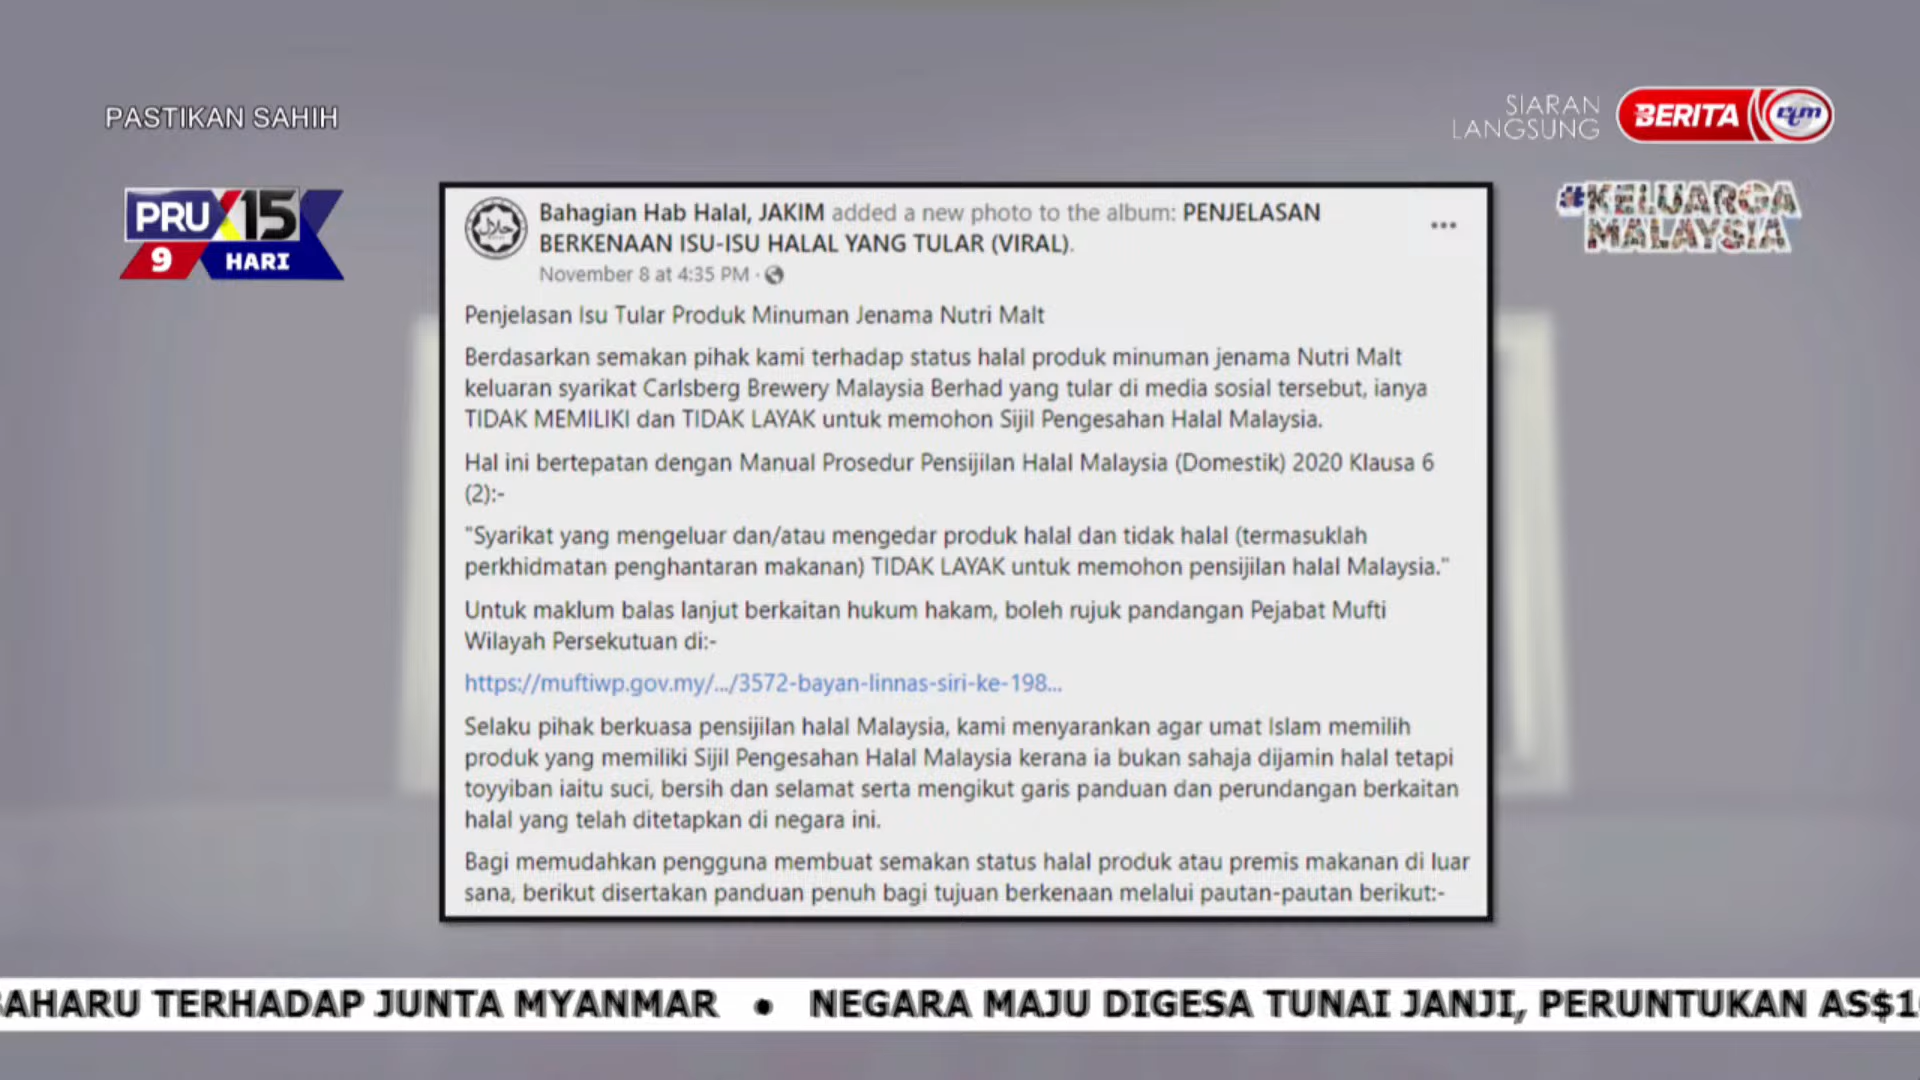 PASTIKAN SAHIH
SIARAN
LANGSUNG
BERITA
rtm
PRU 15
9 HARI
#KELUARGA
MALAYSIA
Bahagian Hab Halal, JAKIM added a new photo to the album: PENJELASAN
BERKENAAN ISU-ISU HALAL YANG TULAR (VIRAL).
November 8 at 4:35 PM ·
Penjelasan Isu Tular Produk Minuman Jenama Nutri Malt
Berdasarkan semakan pihak kami terhadap status halal produk minuman jenama Nutri Malt
keluaran syarikat Carlsberg Brewery Malaysia Berhad yang tular di media sosial tersebut, ianya
TIDAK MEMILIKI dan TIDAK LAYAK untuk memohon Sijil Pengesahan Halal Malaysia.
Hal ini bertepatan dengan Manual Prosedur Pensijilan Halal Malaysia (Domestik) 2020 Klausa 6
(2):-
"Syarikat yang mengeluar dan/atau mengedar produk halal dan tidak halal (termasuklah
perkhidmatan penghantaran makanan) TIDAK LAYAK untuk memohon pensijilan halal Malaysia."
Untuk maklum balas lanjut berkaitan hukum hakam, boleh rujuk pandangan Pejabat Mufti
Wilayah Persekutuan di:-
https://muftiwp.gov.my/.../3572-bayan-linnas-siri-ke-198...
Selaku pihak berkuasa pensijilan halal Malaysia, kami menyarankan agar umat Islam memilih
produk yang memiliki Sijil Pengesahan Halal Malaysia kerana ia bukan sahaja dijamin halal tetapi
toyyiban iaitu suci, bersih dan selamat serta mengikut garis panduan dan perundangan berkaitan
halal yang telah ditetapkan di negara ini.
Bagi memudahkan pengguna membuat semakan status halal produk atau premis makanan di luar
sana, berikut disertakan panduan penuh bagi tujuan berkenaan melalui pautan-pautan berikut:-
BAHARU TERHADAP JUNTA MYANMAR • NEGARA MAJU DIGESA TUNAI JANJI, PERUNTUKAN AS$1